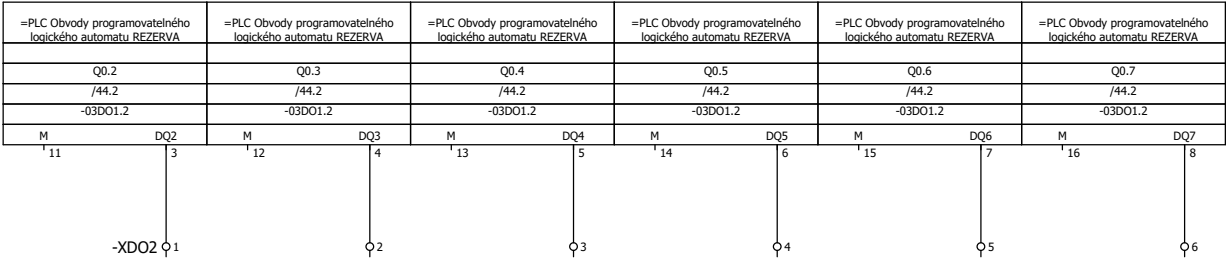 =PLC Obvody programovatelného =PLC Obvody programovatelného =PLC Obvody programovatelného =PLC Obvody programovatelného =PLC Obvody programovatelného =PLC Obvody programovatelného
logického automatu REZERVA logického automatu REZERVA logického automatu REZERVA logického automatu REZERVA logického automatu REZERVA logického automatu REZERVA
Q0.2 Q0.3 Q0.4 Q0.5 Q0.6 Q0.7
/44.2 /44.2 /44.2 /44.2 /44.2 /44.2
-03DO1.2 -03DO1.2 -03DO1.2 -03DO1.2 -03DO1.2 -03DO1.2
M DQ2 M DQ3 M DQ4 M DQ5 M DQ6 M DQ7
11 3 12 4 13 5 14 6 15 7 16 8
-XDO2 1 2 3 4 5 6